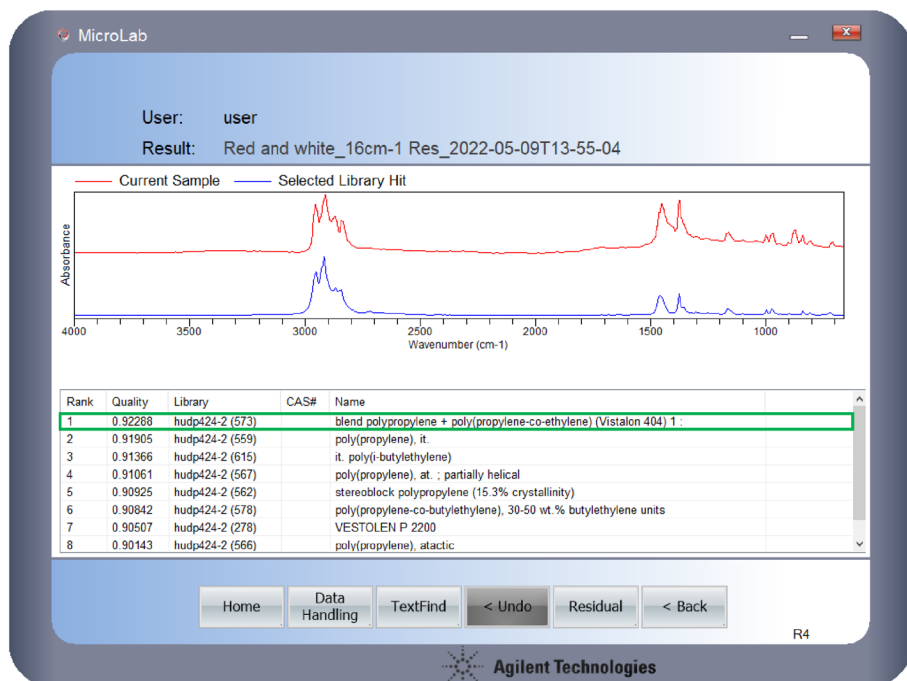 MicroLab
User: user
Result: Red and white_16cm-1 Res_2022-05-09T13-55-04
Current Sample Selected Library Hit
Absorbance
4000 3500 3000 2500 2000 1500 1000
Wavenumber (cm-1)
Rank Quality Library CAS# Name
1 0.92288 hudp424-2 (573) blend polypropylene + poly(propylene-co-ethylene) (Vistalon 404) 1 :
2 0.91905 hudp424-2 (559) poly(propylene), it.
3 0.91366 hudp424-2 (615) it. poly(i-butylethylene)
4 0.91061 hudp424-2 (567) poly(propylene), at. ; partially helical
5 0.90925 hudp424-2 (562) stereoblock polypropylene (15.3% crystallinity)
6 0.90842 hudp424-2 (578) poly(propylene-co-butylethylene), 30-50 wt.% butylethylene units
7 0.90507 hudp424-2 (278) VESTOLEN P 2200
8 0.90143 hudp424-2 (566) poly(propylene), atactic
Home Data Handling TextFind < Undo Residual < Back
R4
Agilent Technologies